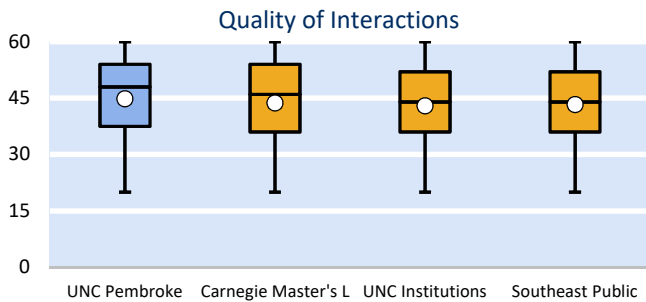 Quality of Interactions
60
45
30
15
0
UNC Pembroke Carnegie Master's L UNC Institutions Southeast Public